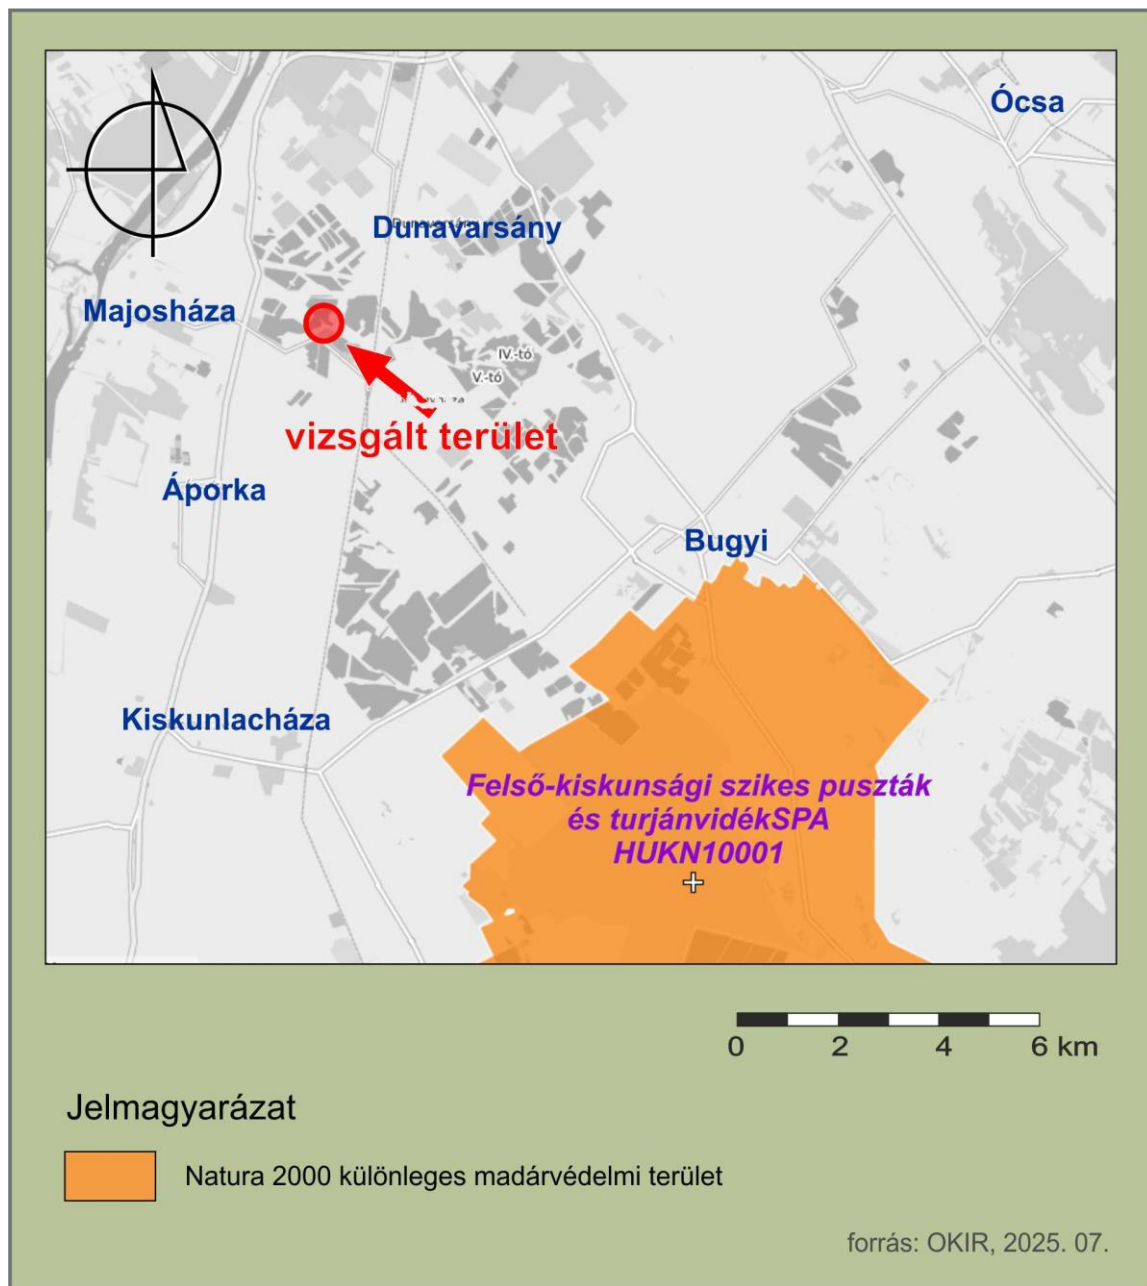 Ócsa
Dunavarsány
Dunavarsány
Majosháza
IV.-tó
V.-tó
vizsgált terület
Áporka
Bugyi
Kiskunlacháza
Felső-kiskunsági szikes puszták
és turjánvidékSPA
HUKN10001
0 2 4 6 km
Jelmagyarázat
Natura 2000 különleges madárvédelmi terület
forrás: OKIR, 2025. 07.